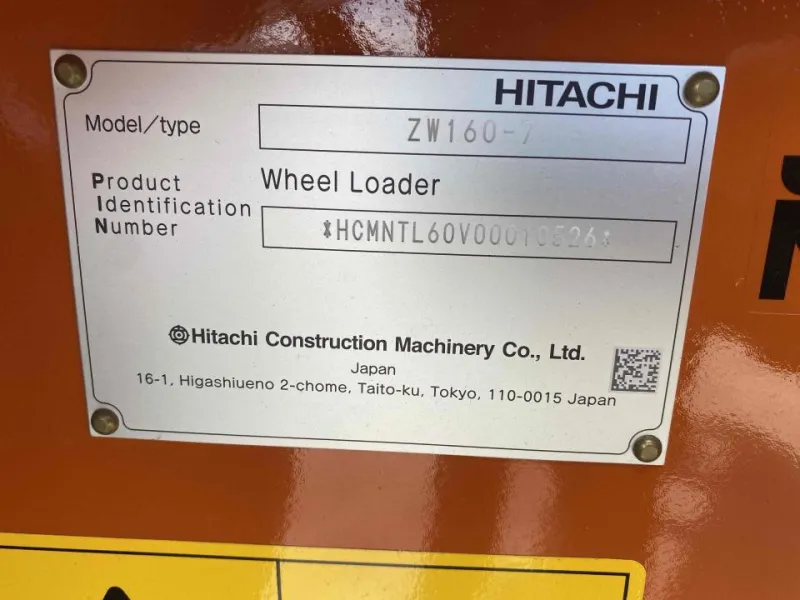 HITACHI
Model/type ZW160-7
Wheel Loader
Product
Identification
Number
*HCMNTL60V00010526*
Hitachi Construction Machinery Co., Ltd.
Japan
16-1, Higashiueno 2-chome, Taito-ku, Tokyo, 110-0015 Japan